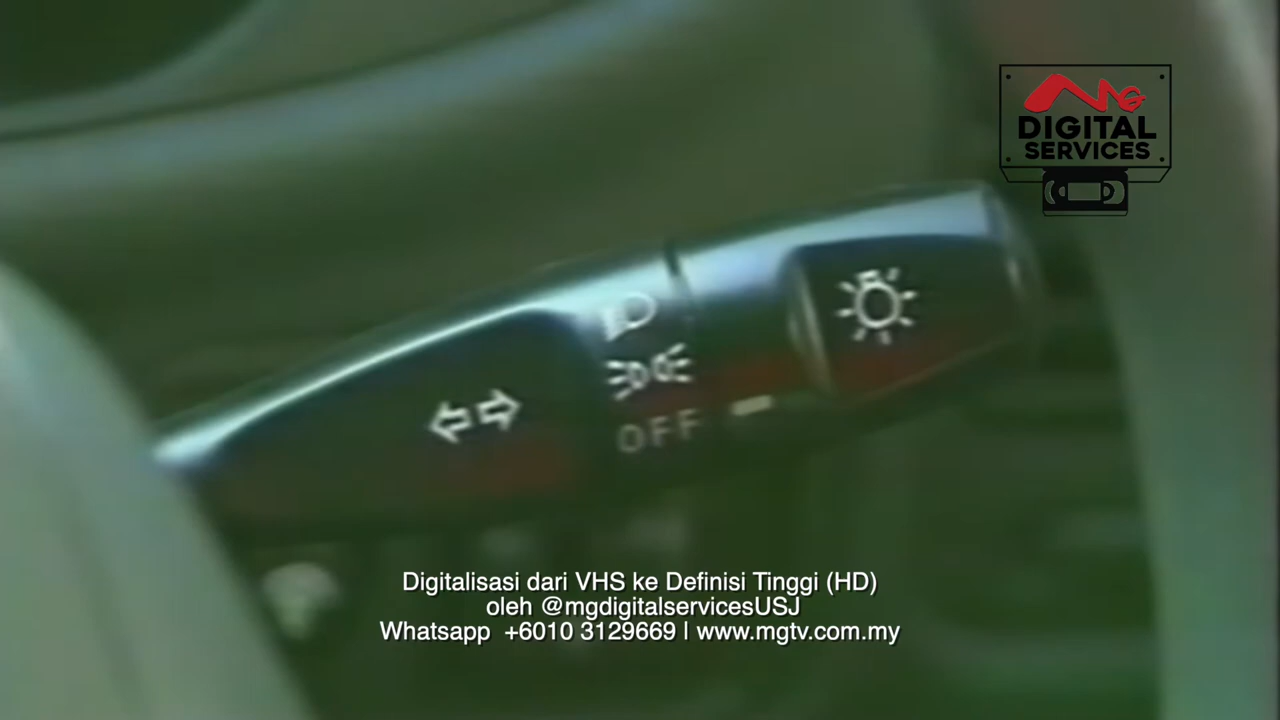 MG
DIGITAL
SERVICES
OFF
Digitalisasi dari VHS ke Definisi Tinggi (HD)
oleh @mgdigitalservicesUSJ
Whatsapp +6010 3129669 | www.mgtv.com.my